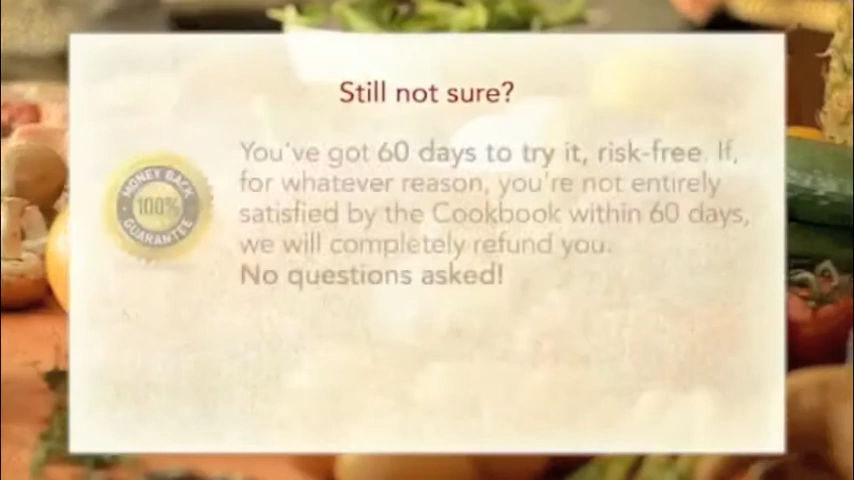 Still not sure?
You've got 60 days to try it, risk-free. If,
for whatever reason, you're not entirely
satisfied by the Cookbook within 60 days,
we will completely refund you.
No questions asked!
MONEY BACK
100%
GUARANTEE